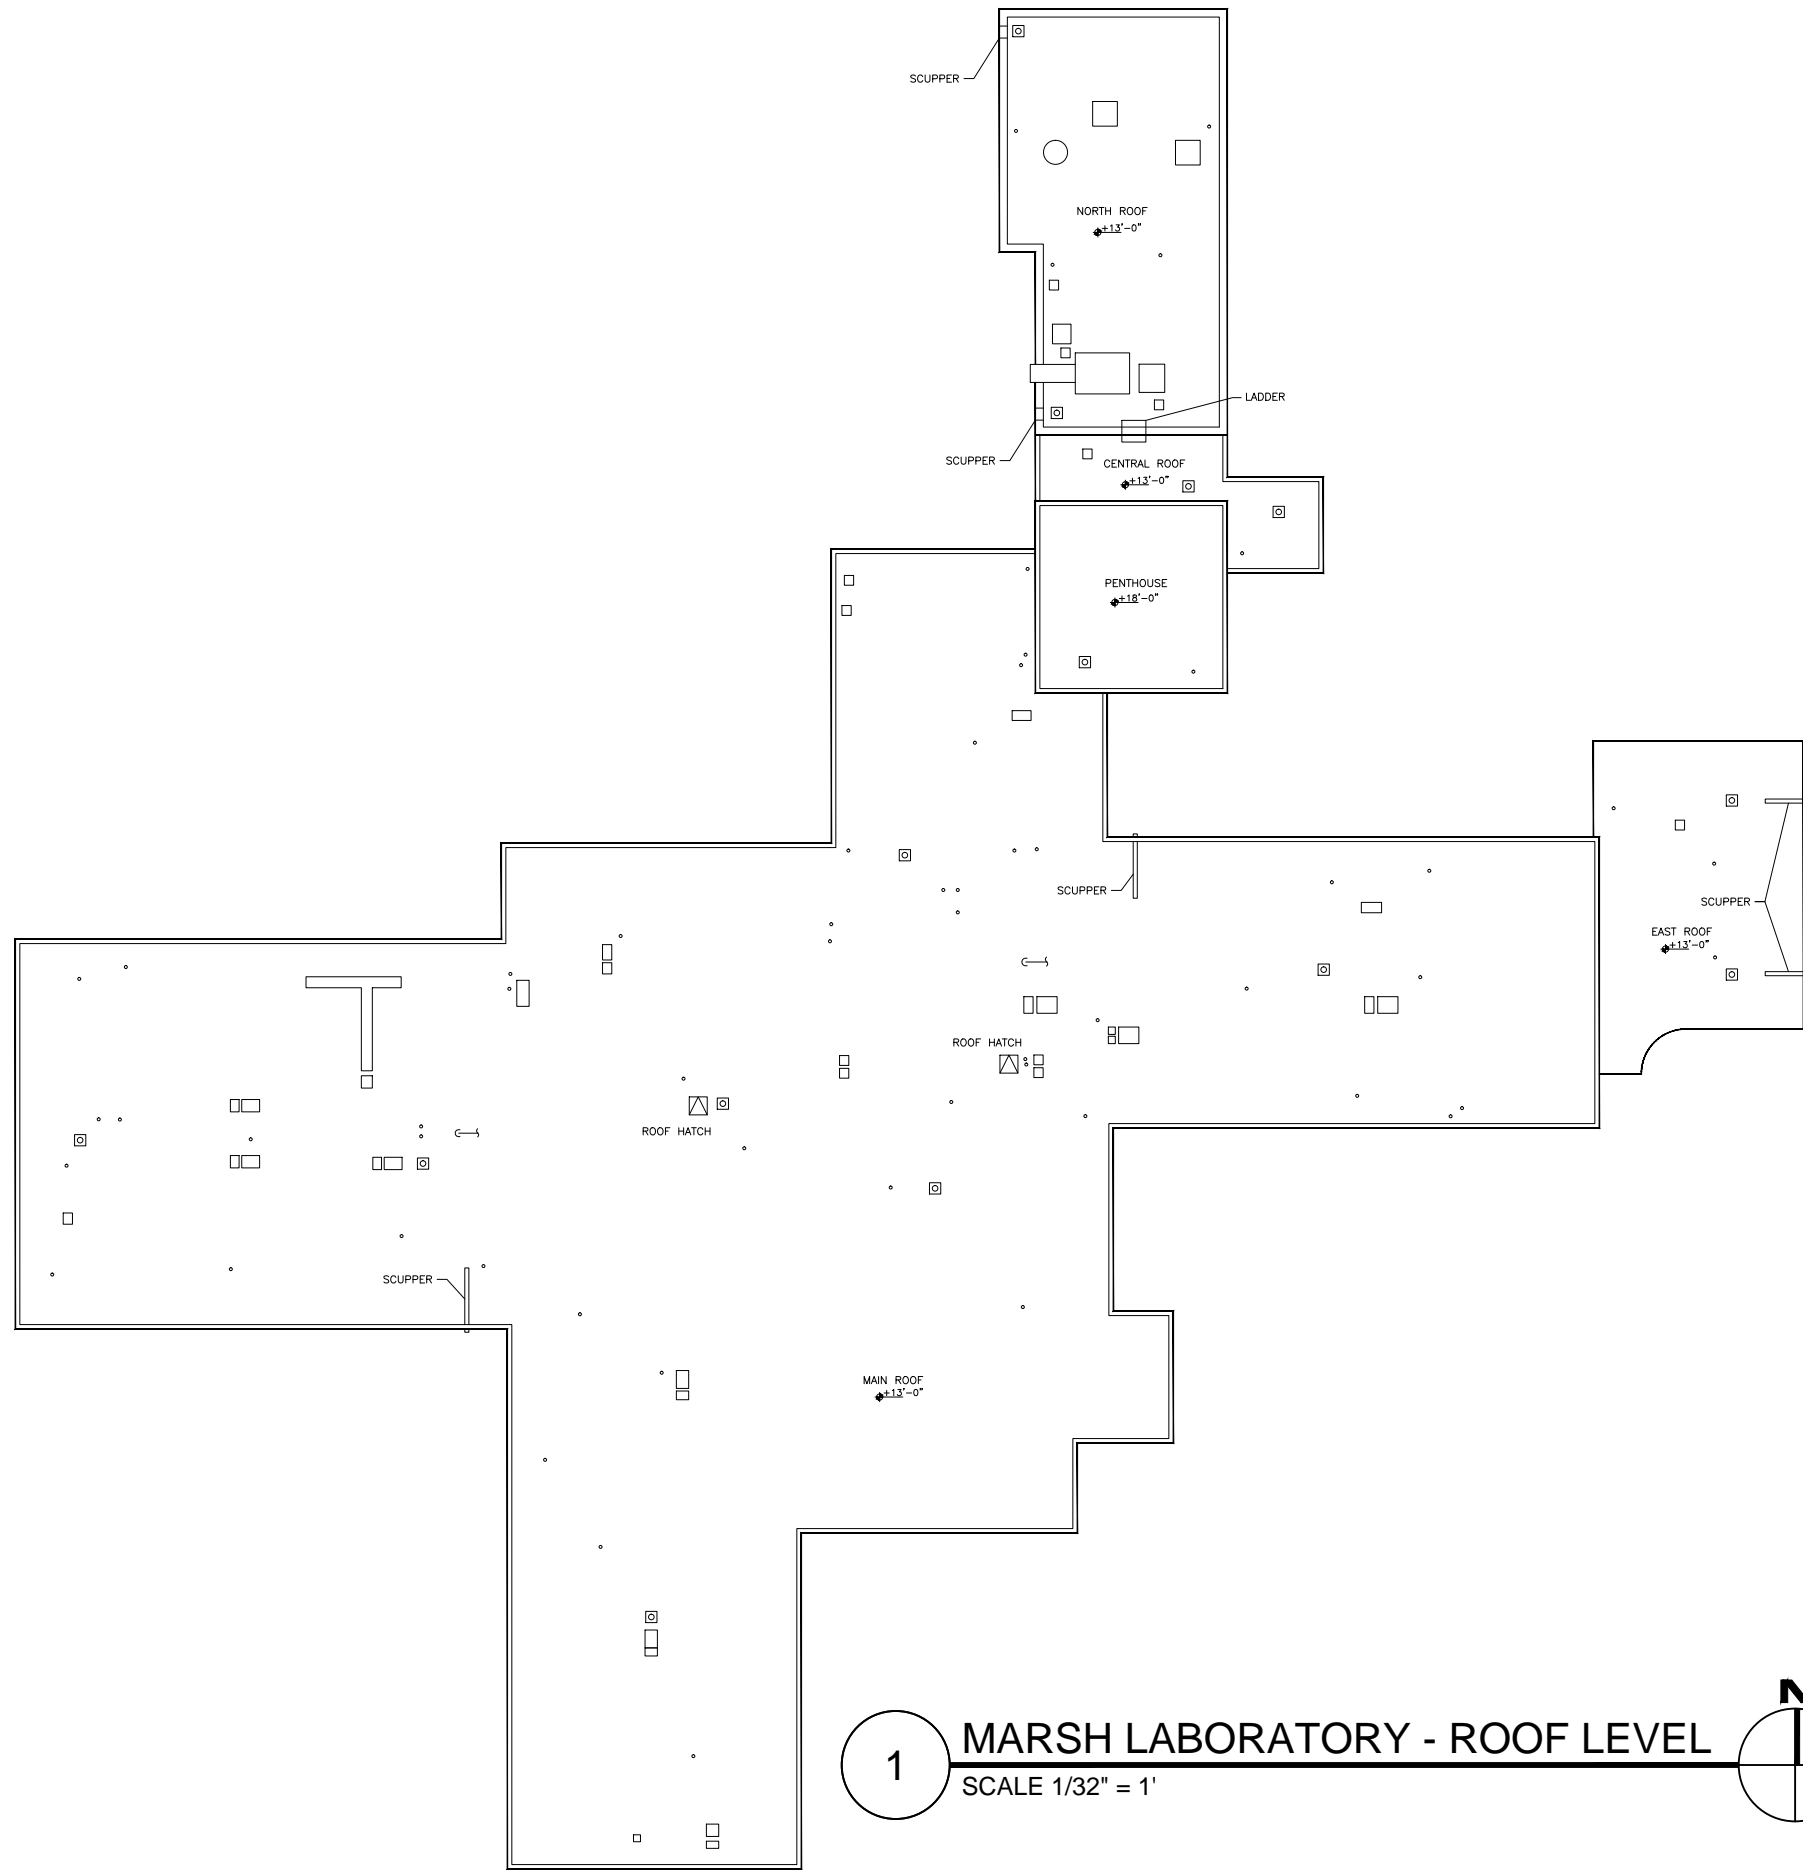 SCUPPER
NORTH ROOF
+13'-0"
LADDER
SCUPPER
CENTRAL ROOF
+13'-0"
PENTHOUSE
+18'-0"
SCUPPER
SCUPPER
EAST ROOF
+13'-0"
ROOF HATCH
ROOF HATCH
SCUPPER
MAIN ROOF
+13'-0"
N
1
MARSH LABORATORY - ROOF LEVEL
SCALE 1/32" = 1'